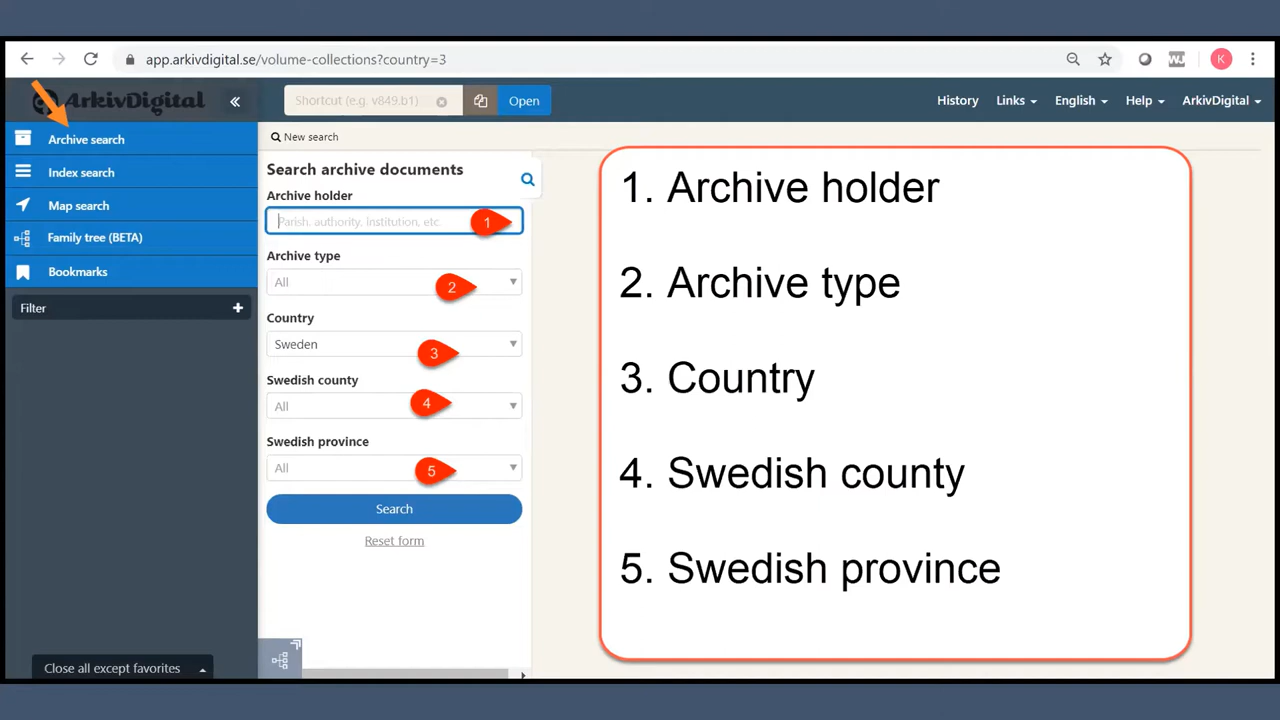 app.arkivdigital.se/volume-collections?country=3
K
ArkivDigital
Shortcut (e.g. v849.b1)
Open
History
Links
English
Help
ArkivDigital
Archive search
Index search
Map search
Family tree (BETA)
Bookmarks
Filter
Close all except favorites
New search
Search archive documents
Archive holder
Parish, authority, Institution, etc.
1
Archive type
All
2
Country
Sweden
3
Swedish county
All
4
Swedish province
All
5
Search
Reset form
1. Archive holder
2. Archive type
3. Country
4. Swedish county
5. Swedish province